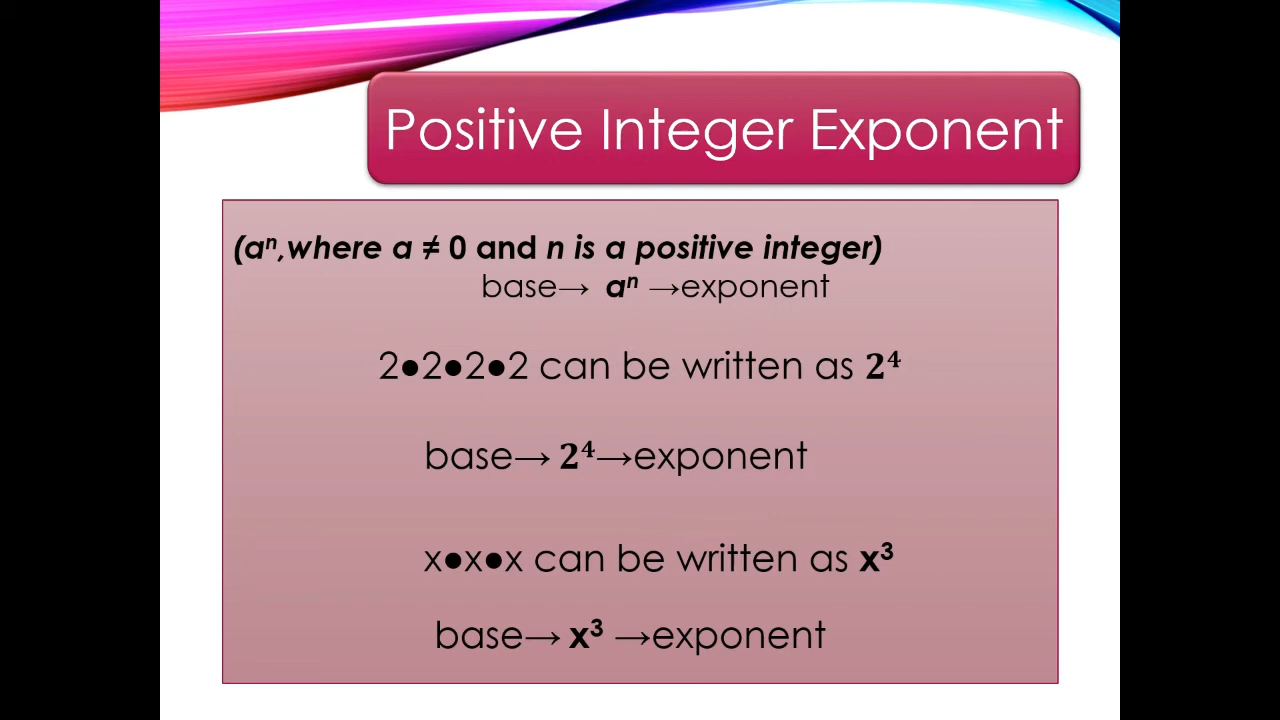 Positive Integer Exponent
(aⁿ,where a ≠ 0 and n is a positive integer)
base→ aⁿ →exponent
2●2●2●2 can be written as 2⁴
base→ 2⁴→exponent
x●x●x can be written as x³
base→ x³ →exponent